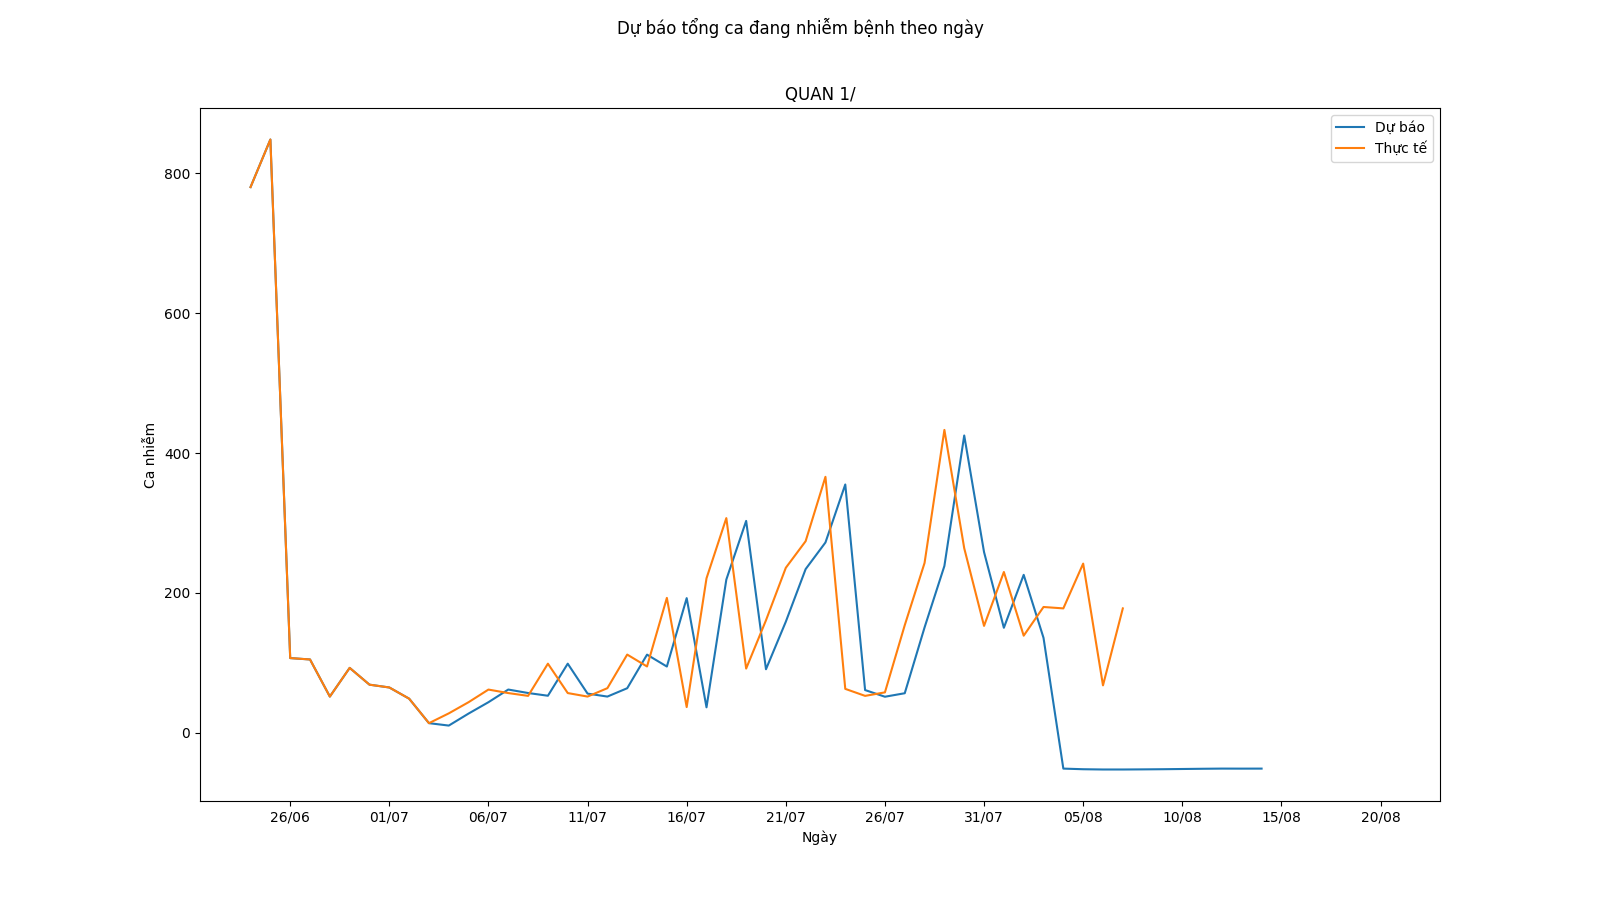 Dự báo tổng ca đang nhiễm bệnh theo ngày
QUAN 1/
Dự báo
Thực tế
800
600
400
200
0
Ca nhiễm
26/06 01/07 06/07 11/07 16/07 21/07 26/07 31/07 05/08 10/08 15/08 20/08
Ngày